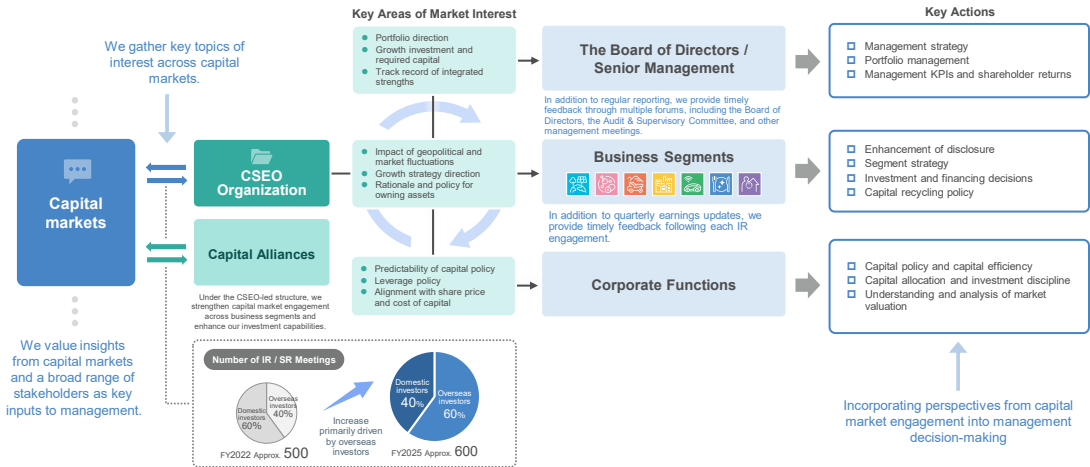 Key Areas of Market Interest
Key Actions
We gather key topics of
interest across capital
markets.
Capital
markets
We value insights
from capital markets
and a broad range of
stakeholders as key
inputs to management.
CSEO
Organization
Capital Alliances
Under the CSEO-led structure, we
strengthen capital market engagement
across business segments and
enhance our investment capabilities.
Portfolio direction
Growth investment and
required capital
Track record of integrated
strengths
Impact of geopolitical and
market fluctuations
Growth strategy direction
Rationale and policy for
owning assets
Predictability of capital policy
Leverage policy
Alignment with share price
and cost of capital
The Board of Directors /
Senior Management
In addition to regular reporting, we provide timely
feedback through multiple forums, including the Board of
Directors, the Audit & Supervisory Committee, and other
management meetings.
Business Segments
In addition to quarterly earnings updates, we
provide timely feedback following each IR
engagement.
Corporate Functions
Management strategy
Portfolio management
Management KPIs and shareholder returns
Enhancement of disclosure
Segment strategy
Investment and financing decisions
Capital recycling policy
Capital policy and capital efficiency
Capital allocation and investment discipline
Understanding and analysis of market
valuation
Incorporating perspectives from capital
market engagement into management
decision-making
Number of IR / SR Meetings
Domestic
investors
60%
Overseas
investors
40%
FY2022 Approx. 500
Increase
primarily driven
by overseas
investors
Domestic
investors
40%
Overseas
investors
60%
FY2025 Approx. 600